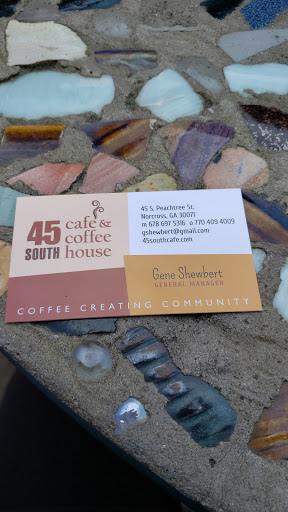 45 SOUTH
cafe &
coffee
house
45 S. Peachtree St.
Norcross, GA 30071
m 678 697 5316 o 770 409 4009
gshewbert@gmail.com
45southcafe.com
Gene Shewbert
GENERAL MANAGER
COFFEE CREATING COMMUNITY